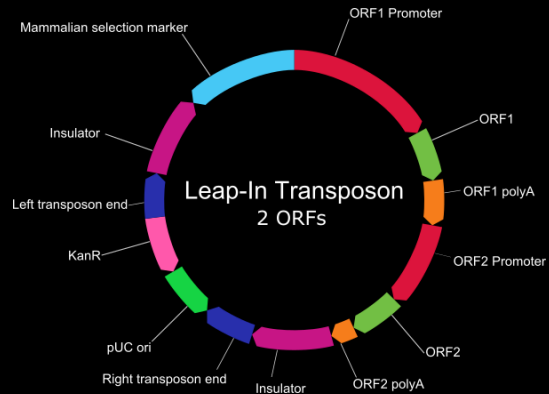 ORF1 Promoter
Mammalian selection marker
ORF1
Insulator
ORF1 polyA
Leap-In Transposon
2 ORFs
Left transposon end
KanR
ORF2 Promoter
pUC ori
ORF2
Right transposon end
Insulator
ORF2 polyA